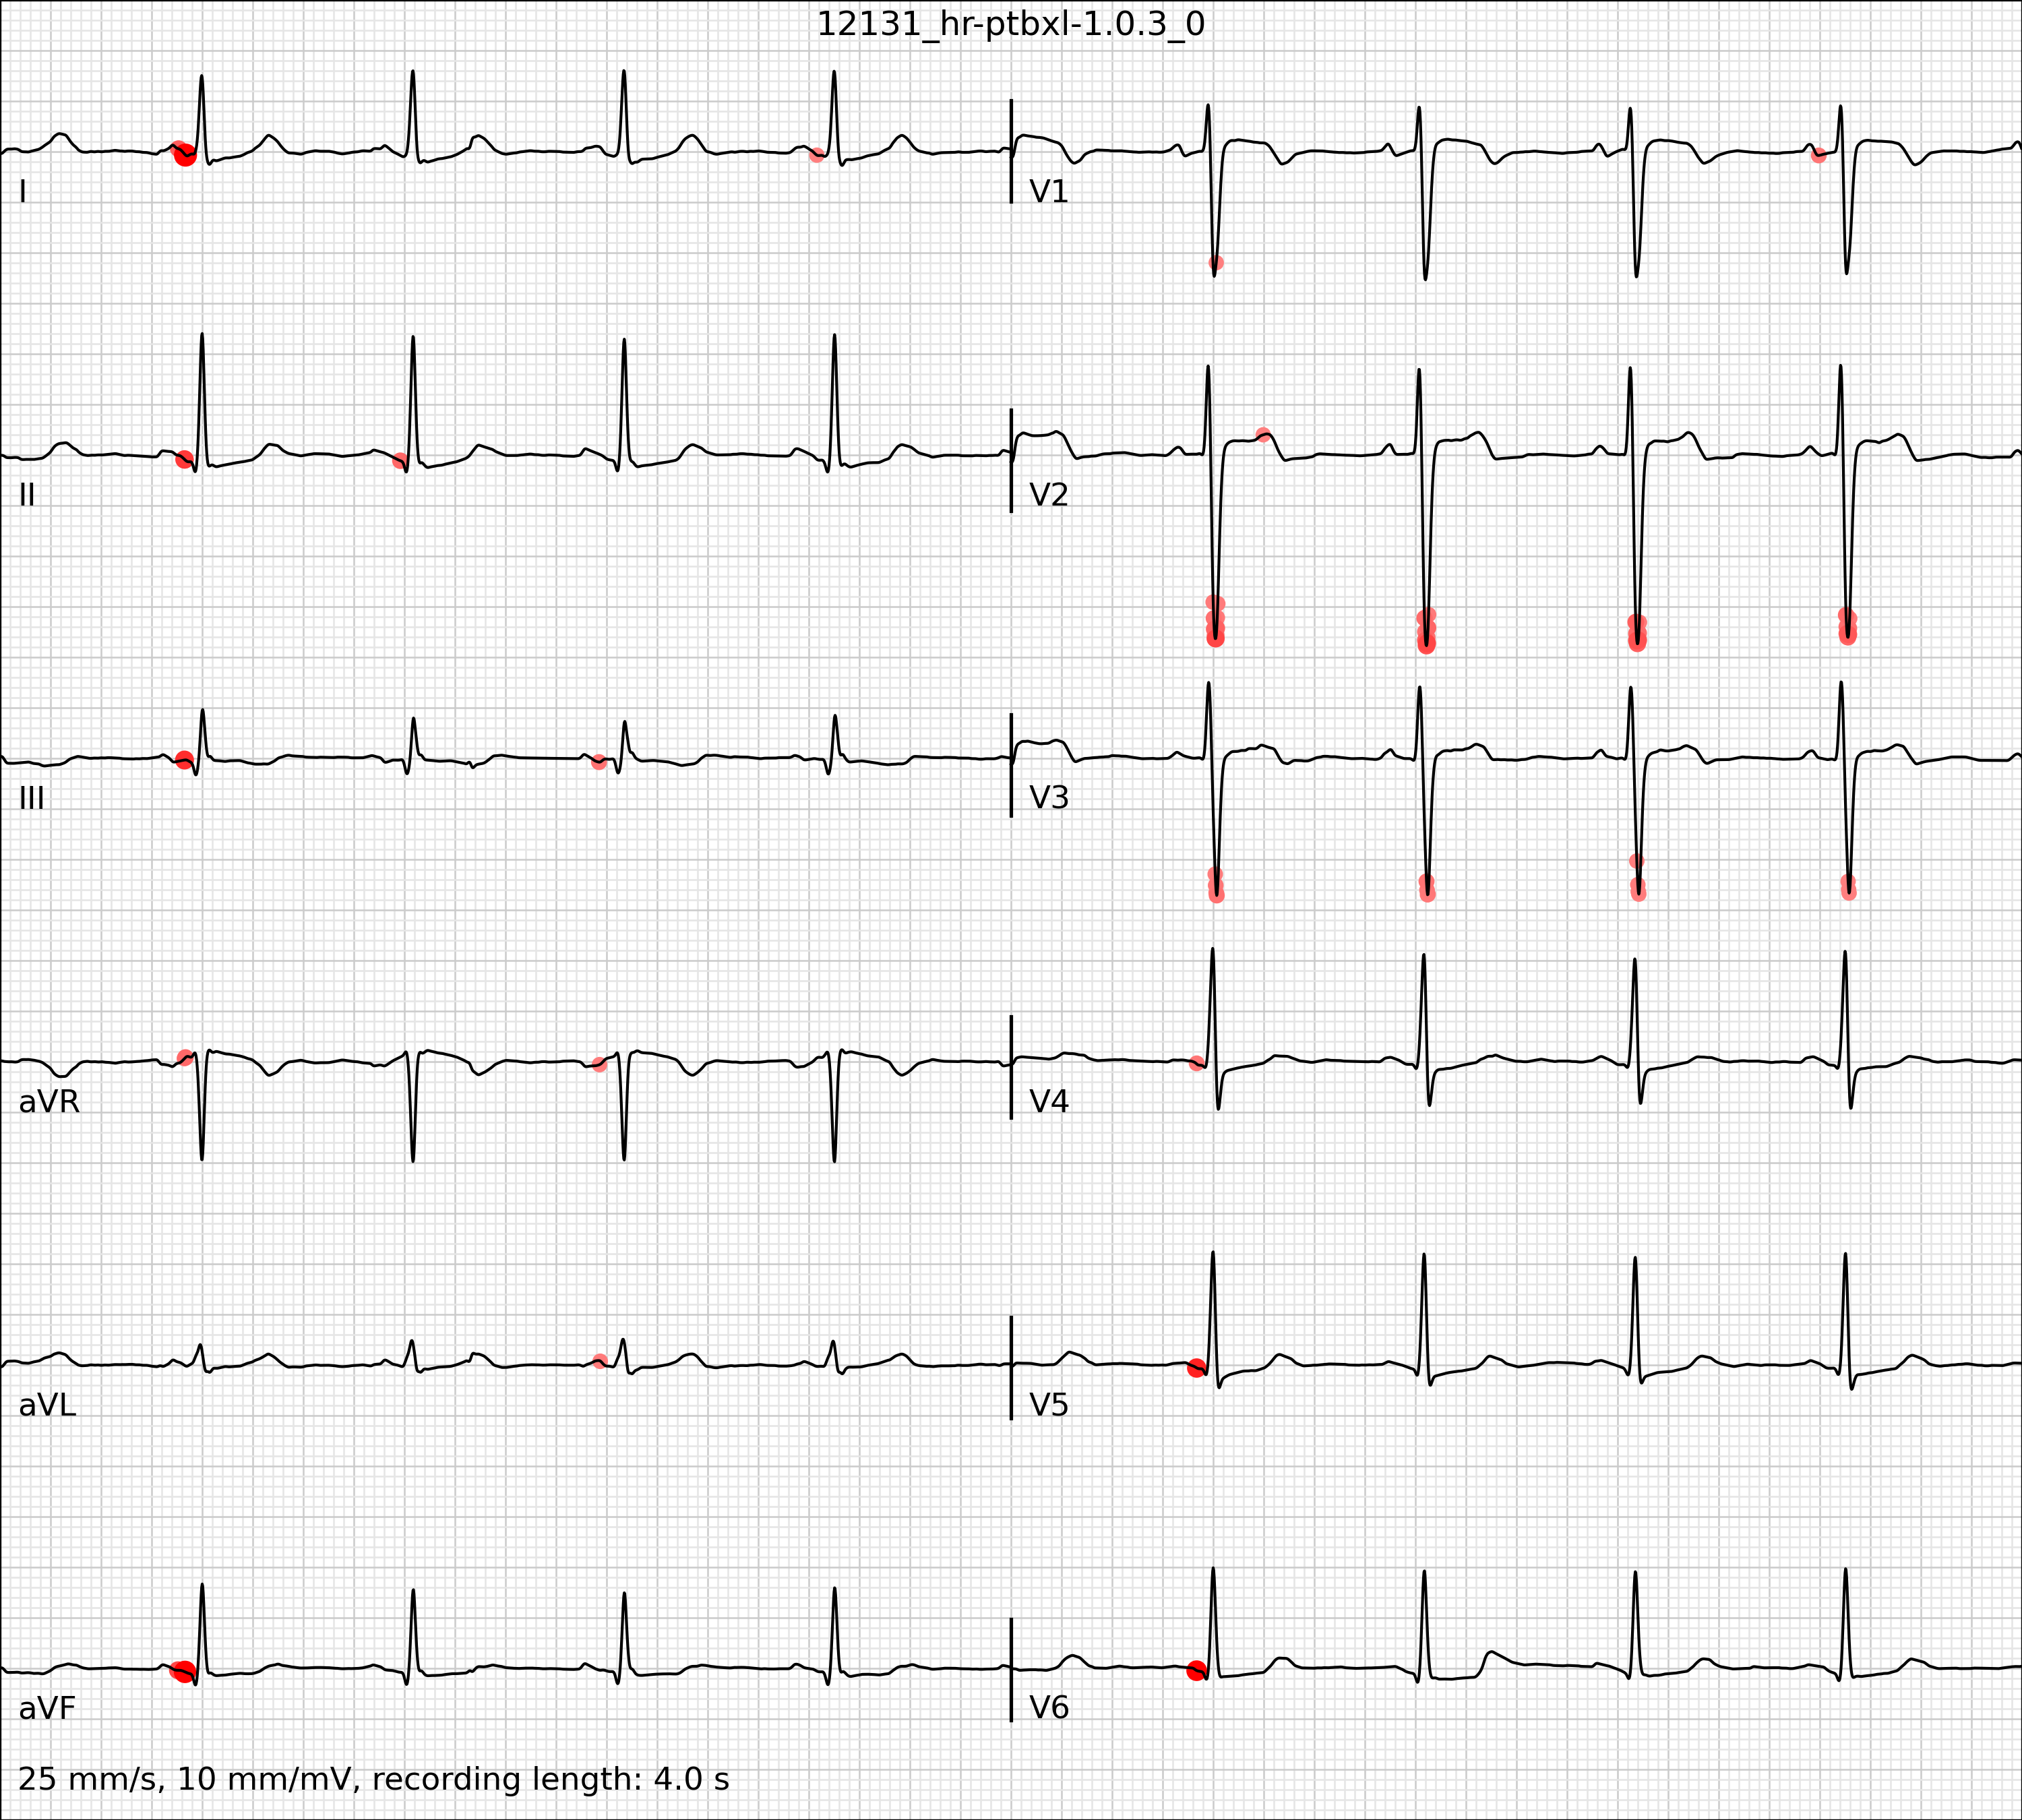 12131_hr-ptbxl-1.0.3_0
I
V1
II
V2
III
V3
aVR
V4
aVL
V5
aVF
V6
25 mm/s, 10 mm/mV, recording length: 4.0 s